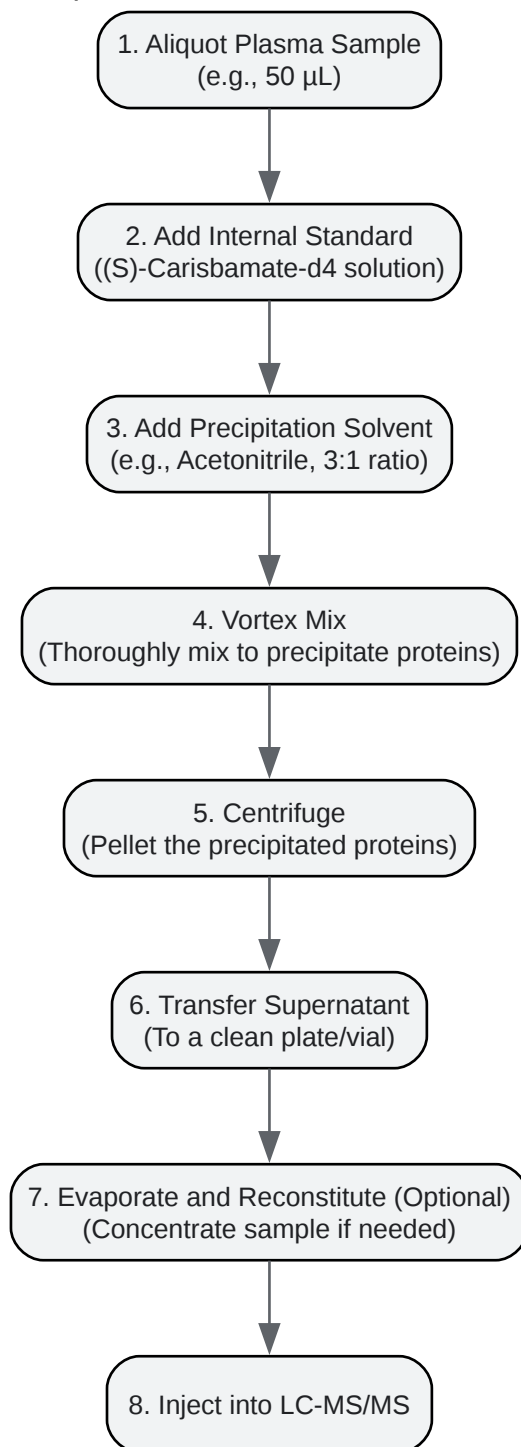 1. Aliquot Plasma Sample
(e.g., 50 µL)
2. Add Internal Standard
((S)-Carisbamate-d4 solution)
3. Add Precipitation Solvent
(e.g., Acetonitrile, 3:1 ratio)
4. Vortex Mix
(Thoroughly mix to precipitate proteins)
5. Centrifuge
(Pellet the precipitated proteins)
6. Transfer Supernatant
(To a clean plate/vial)
7. Evaporate and Reconstitute (Optional)
(Concentrate sample if needed)
8. Inject into LC-MS/MS